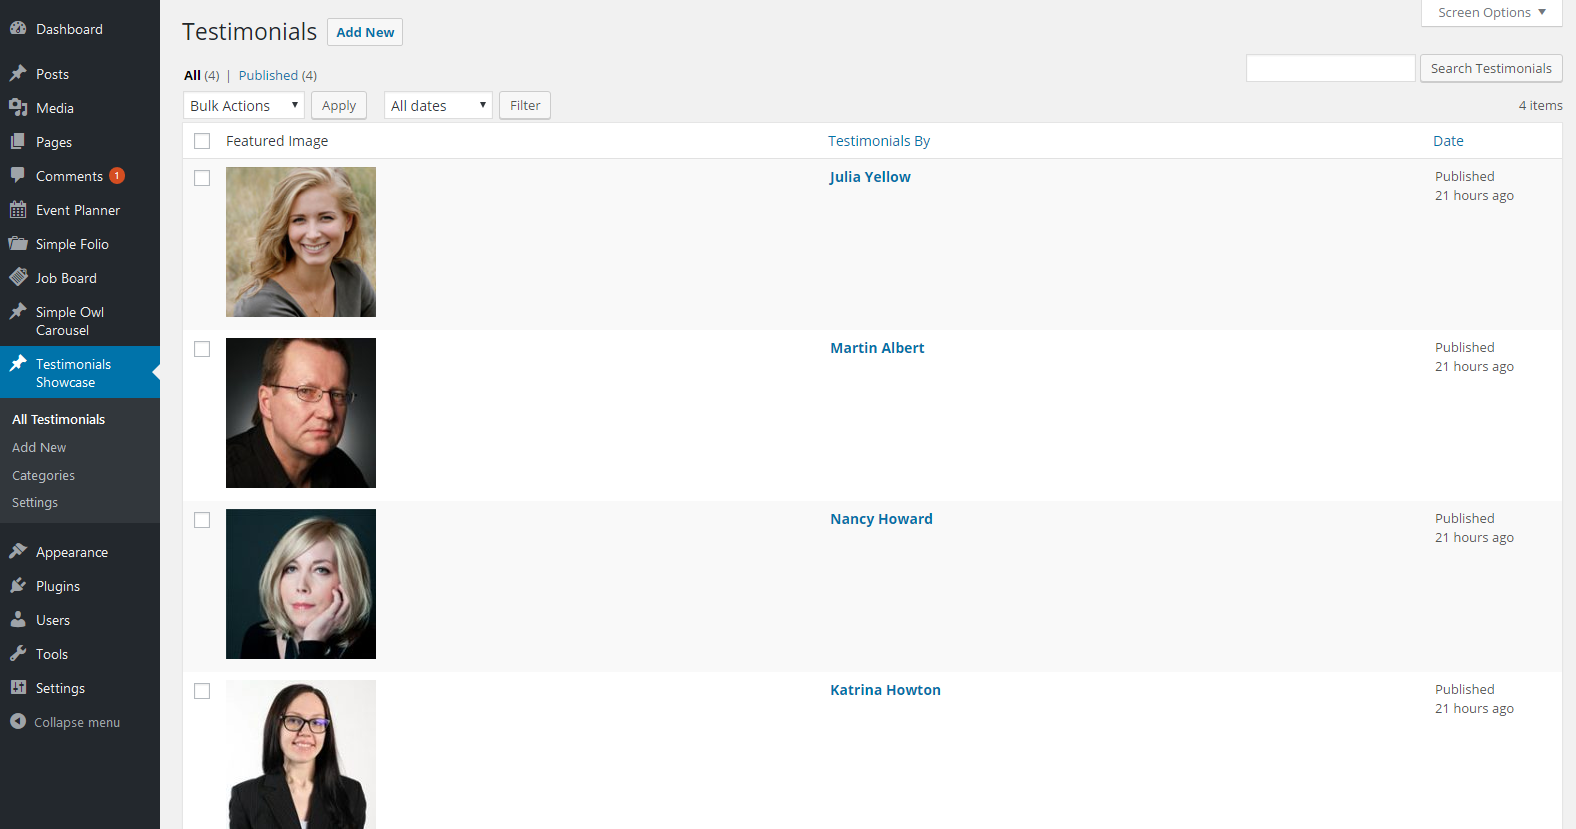 Dashboard
Posts
Media
Pages
Comments 1
Event Planner
Simple Folio
Job Board
Simple Owl
Carousel
Testimonials
Showcase
All Testimonials
Add New
Categories
Settings
Appearance
Plugins
Users
Tools
Settings
Collapse menu
Screen Options
Testimonials Add New
All (4) | Published (4)
Search Testimonials
Bulk Actions Apply All dates Filter
4 items
Featured Image Testimonials By Date
Julia Yellow Published
21 hours ago
Martin Albert Published
21 hours ago
Nancy Howard Published
21 hours ago
Katrina Howton Published
21 hours ago